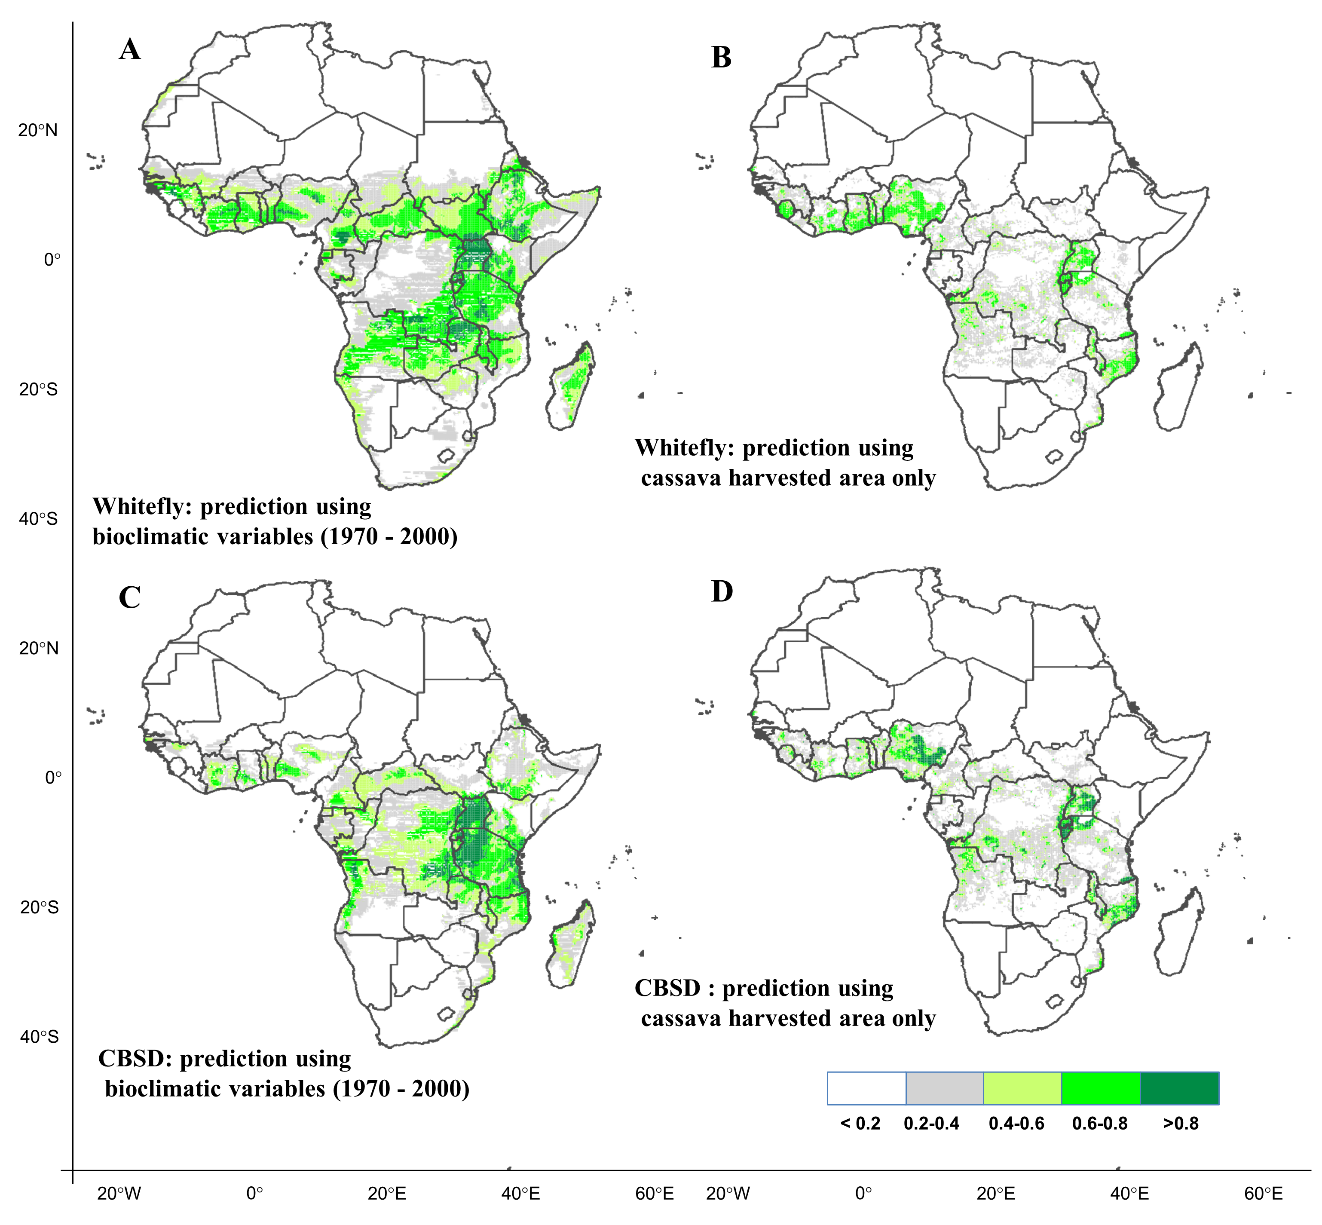 A
B
20°N
0°
20°S
40°S
Whitefly: prediction using
cassava harvested area only
Whitefly: prediction using
bioclimatic variables (1970 - 2000)
C
D
20°N
0°
20°S
40°S
CBSD : prediction using
cassava harvested area only
CBSD: prediction using
bioclimatic variables (1970 - 2000)
< 0.2 0.2-0.4 0.4-0.6 0.6-0.8 >0.8
20°W 0° 20°E 40°E 60°E 20°W 0° 20°E 40°E 60°E